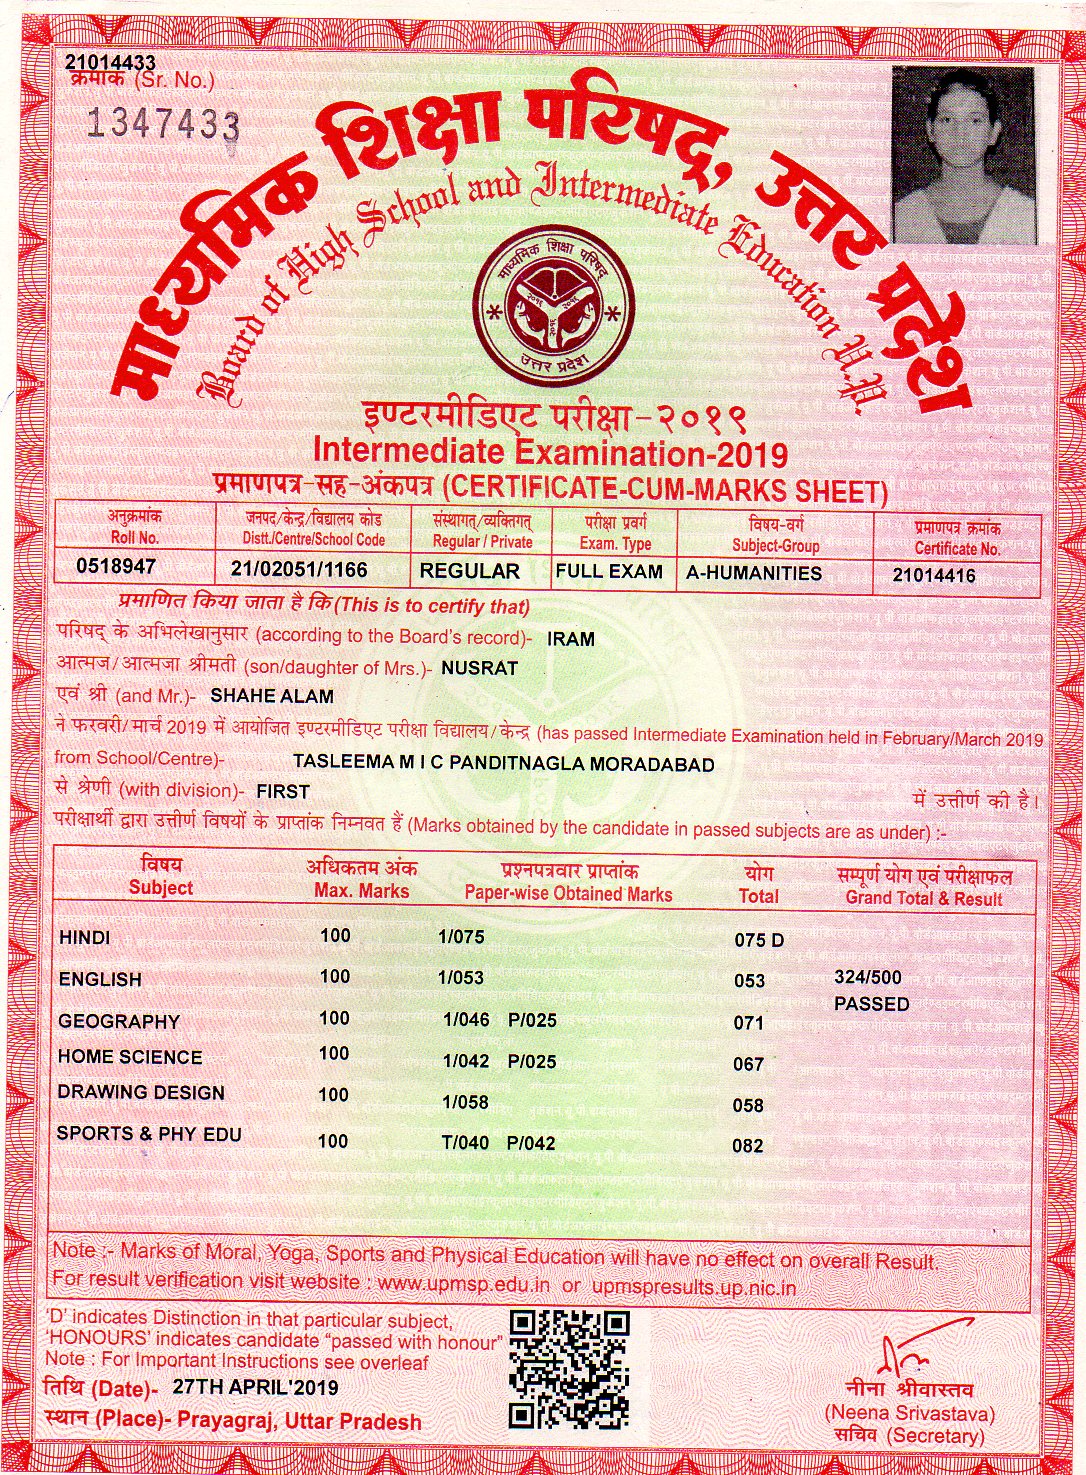 21014433
क्रमांक (Sr. No.)
1347433
माध्यमिक शिक्षा परिषद्, उत्तर प्रदेश
Board of High School and Intermediate Education U.P.
माध्यमिक शिक्षा परिषद्
उत्तर प्रदेश
इण्टरमीडिएट परीक्षा-२०१९
Intermediate Examination-2019
प्रमाणपत्र-सह-अंकपत्र (CERTIFICATE-CUM-MARKS SHEET)
अनुक्रमांक जनपद/केन्द्र/विद्यालय कोड संस्थागत/व्यक्तिगत परीक्षा प्रवर्ग विषय-वर्ग प्रमाणपत्र क्रमांक
Roll No. Distt./Centre/School Code Regular / Private Exam. Type Subject-Group Certificate No.
0518947 21/02051/1166 REGULAR FULL EXAM A-HUMANITIES 21014416
प्रमाणित किया जाता है कि (This is to certify that)
परिषद् के अभिलेखानुसार (according to the Board's record)- IRAM
आत्मज/आत्मजा श्रीमती (son/daughter of Mrs.)- NUSRAT
एवं श्री (and Mr.)- SHAHE ALAM
ने फरवरी/मार्च 2019 में आयोजित इण्टरमीडिएट परीक्षा विद्यालय/केन्द्र (has passed Intermediate Examination held in February/March 2019
from School/Centre)- TASLEEMA M I C PANDITNAGLA MORADABAD
से श्रेणी (with division)- FIRST में उत्तीर्ण की है।
परीक्षार्थी द्वारा उत्तीर्ण विषयों के प्राप्तांक निम्नवत हैं (Marks obtained by the candidate in passed subjects are as under) :-
विषय अधिकतम अंक प्रश्नपत्रवार प्राप्तांक योग सम्पूर्ण योग एवं परीक्षाफल
Subject Max. Marks Paper-wise Obtained Marks Total Grand Total & Result
HINDI 100 1/075 075 D
ENGLISH 100 1/053 053 324/500
PASSED
GEOGRAPHY 100 1/046 P/025 071
HOME SCIENCE 100 1/042 P/025 067
DRAWING DESIGN 100 1/058 058
SPORTS & PHY EDU 100 T/040 P/042 082
Note :- Marks of Moral, Yoga, Sports and Physical Education will have no effect on overall Result.
For result verification visit website : www.upmsp.edu.in or upmspresults.up.nic.in
'D' indicates Distinction in that particular subject,
'HONOURS' indicates candidate "passed with honour"
Note : For Important Instructions see overleaf
तिथि (Date)- 27TH APRIL'2019
स्थान (Place)- Prayagraj, Uttar Pradesh
नीना श्रीवास्तव
(Neena Srivastava)
सचिव (Secretary)